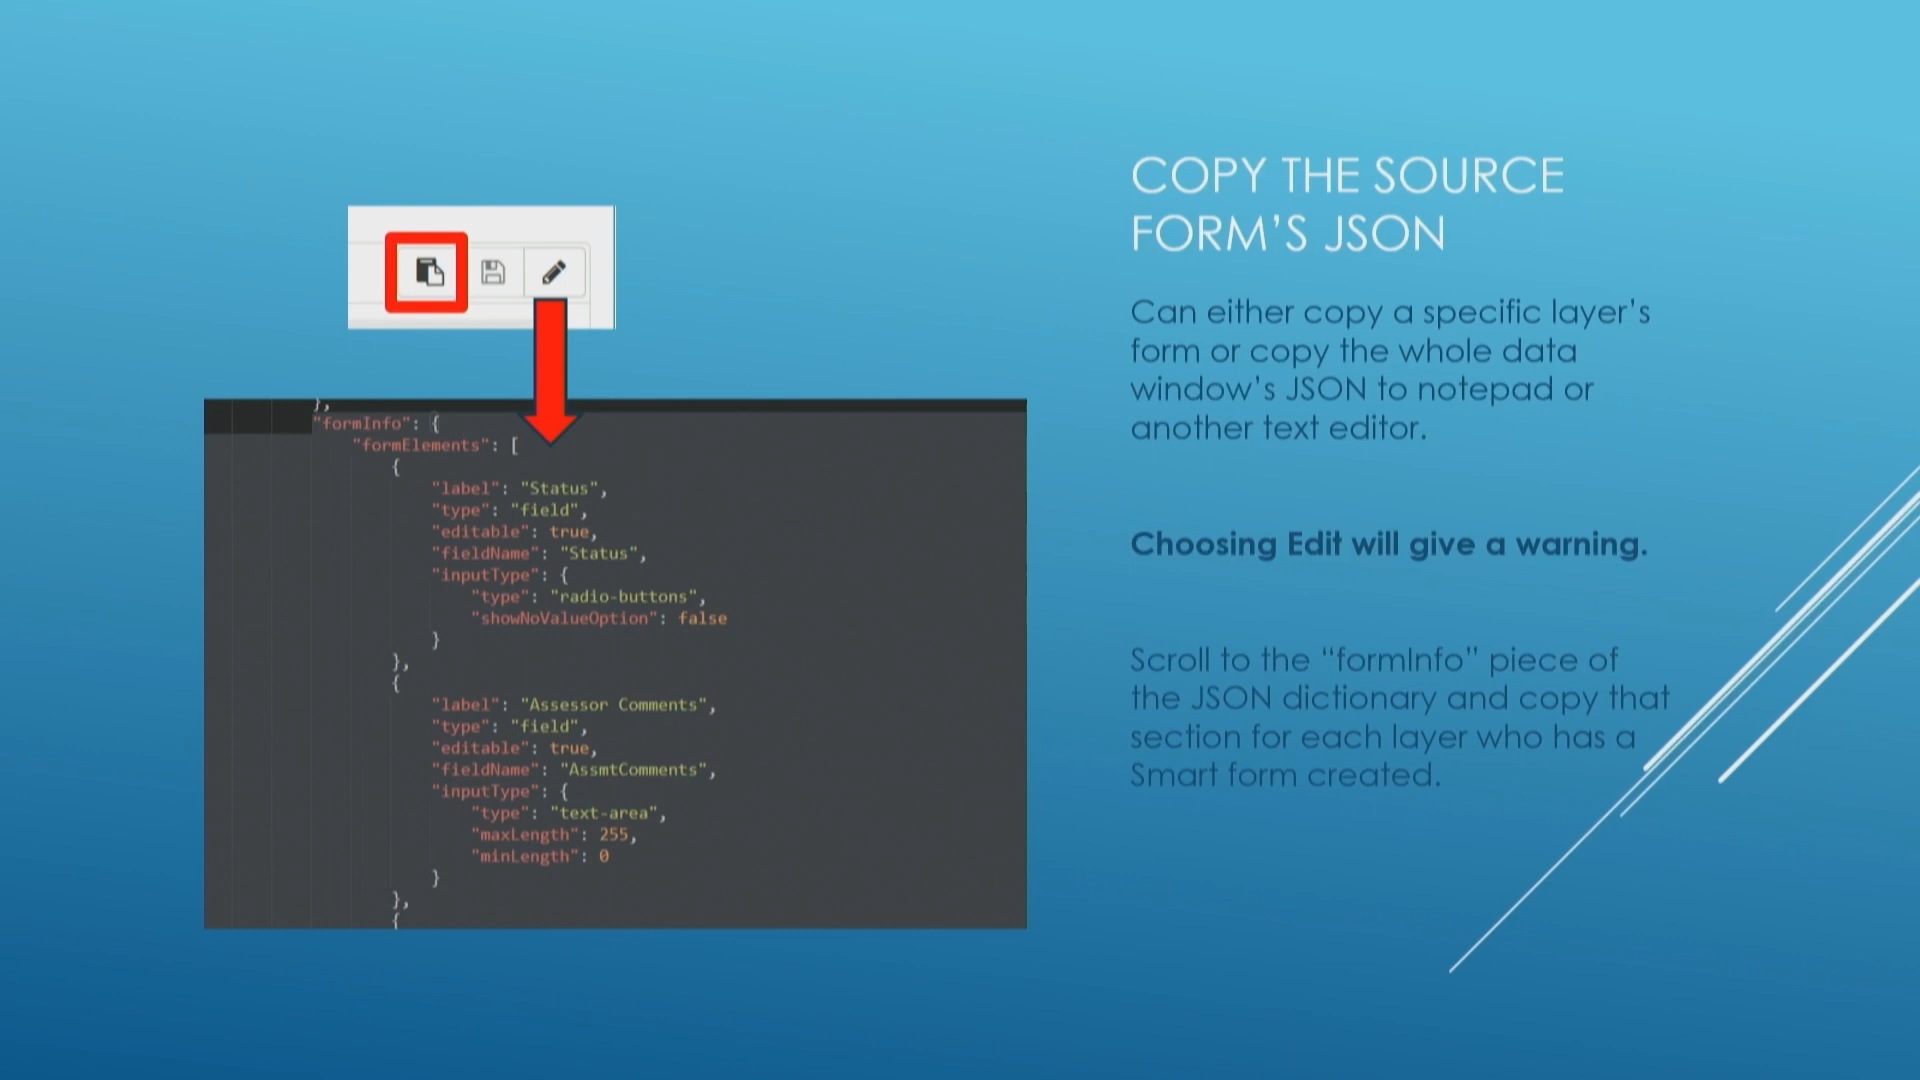 COPY THE SOURCE
FORM'S JSON
Can either copy a specific layer's
form or copy the whole data
window's JSON to notepad or
another text editor.
Choosing Edit will give a warning.
Scroll to the "formInfo" piece of
the JSON dictionary and copy that
section for each layer who has a
Smart form created.
},
"formInfo": {
"formElements": [
{
"label": "Status",
"type": "field",
"editable": true,
"fieldName": "Status",
"inputType": {
"type": "radio-buttons",
"showNoValueOption": false
}
},
{
"label": "Assessor Comments",
"type": "field",
"editable": true,
"fieldName": "AssmtComments",
"inputType": {
"type": "text-area",
"maxLength": 255,
"minLength": 0
}
},
{